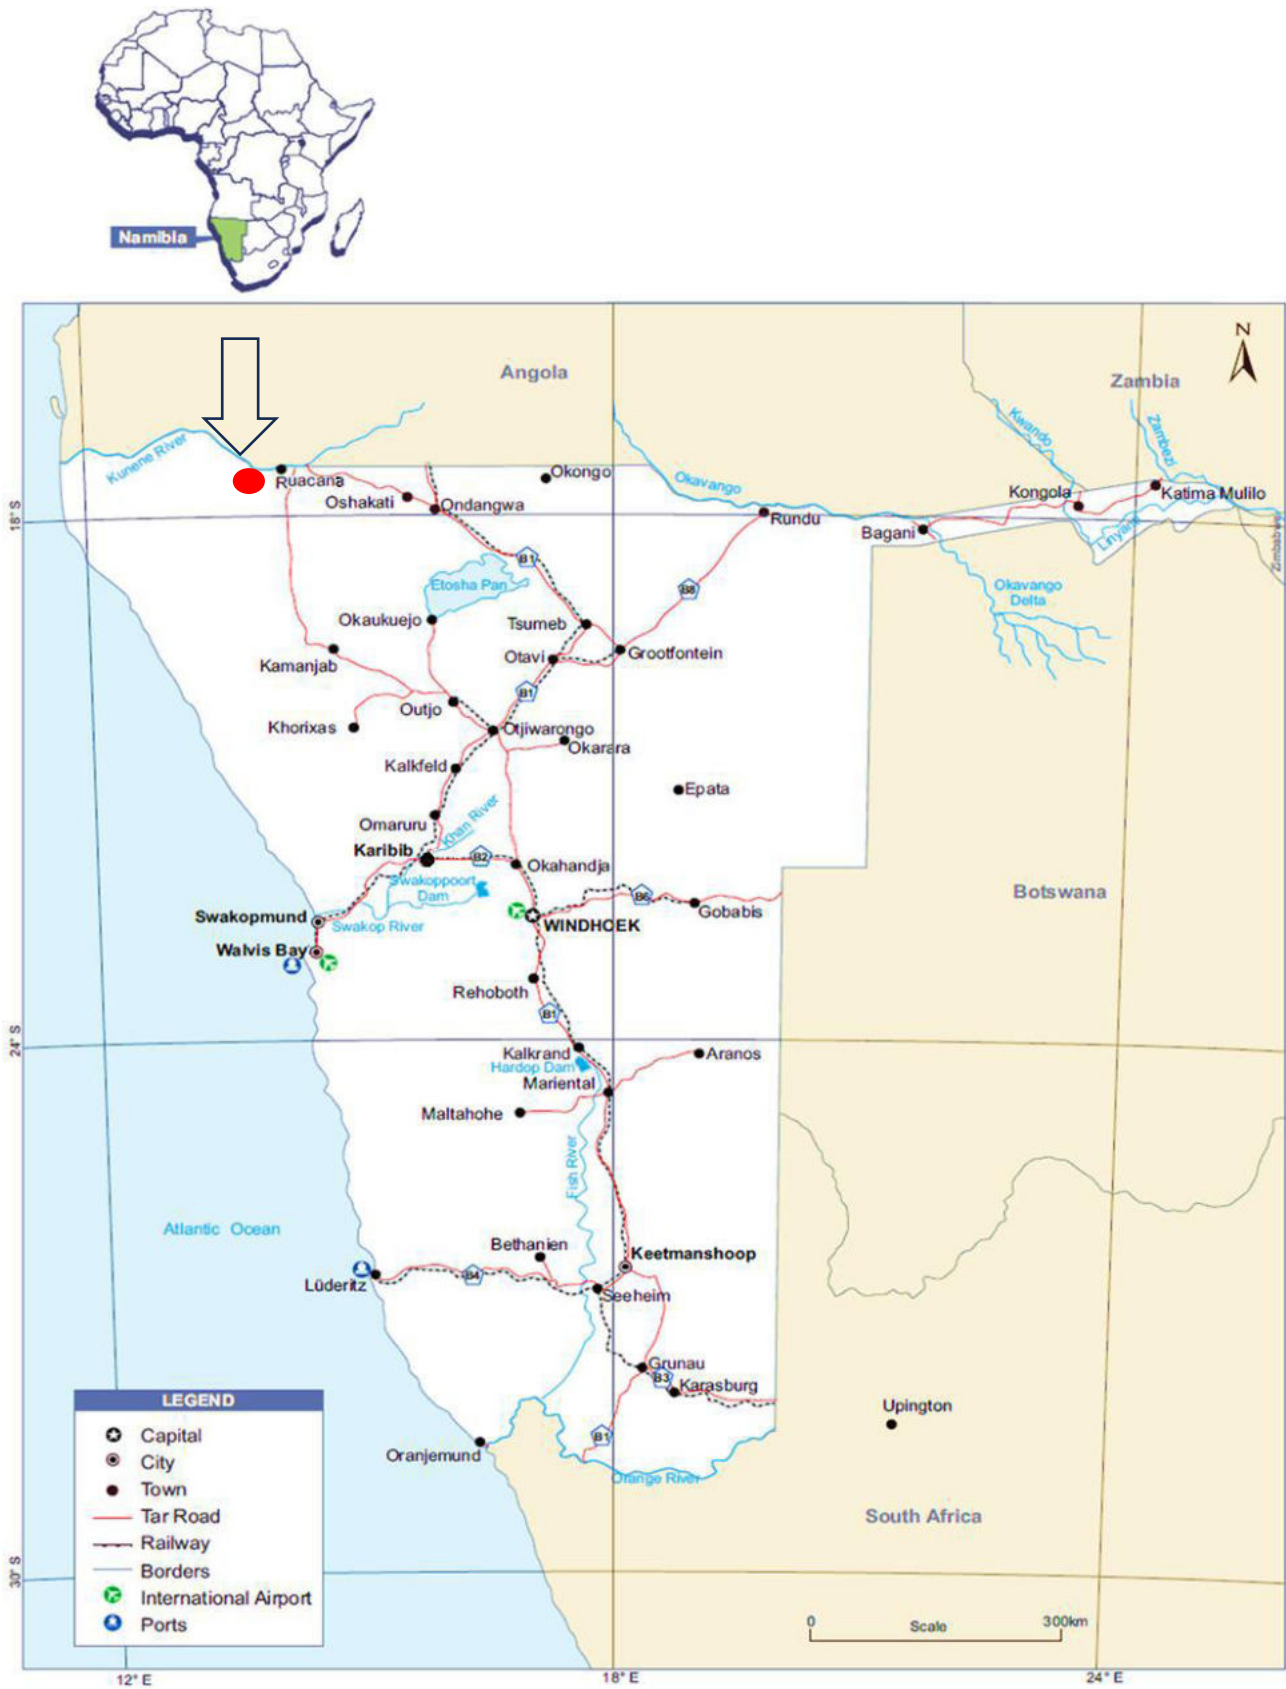 Namibia
N
Angola
Zambia
Kwando
Zambezi
Kunene River
Ruacana
Okongo
Okavango
Oshakati
Ondangwa
Kongola
Katima Mulilo
18° S
Rundu
Bagani
Linyani
Zimbabwe
B1
Etosha Pan
B8
Okavango
Delta
Okaukuejo
Tsumeb
Kamanjab
Otavi
Grootfontein
B1
Outjo
Khorixas
Otjiwarongo
Okarara
Kalkfeld
Epata
Omaruru
Khan River
Karibib
B2
Okahandja
Swakoppoort
Dam
B6
Botswana
Swakopmund
Swakop River
WINDHOEK
Gobabis
Walvis Bay
Rehoboth
B1
24° S
Kalkrand
Aranos
Hardop Dam
Mariental
Maltahohe
Fish River
Atlantic Ocean
Bethanien
Keetmanshoop
Lüderitz
B4
Seeheim
Grunau
B3
Karasburg
Upington
B1
Oranjemund
Orange River
South Africa
LEGEND
Capital
City
Town
Tar Road
Railway
Borders
International Airport
Ports
30° S
0
Scale
300km
12° E
18° E
24° E